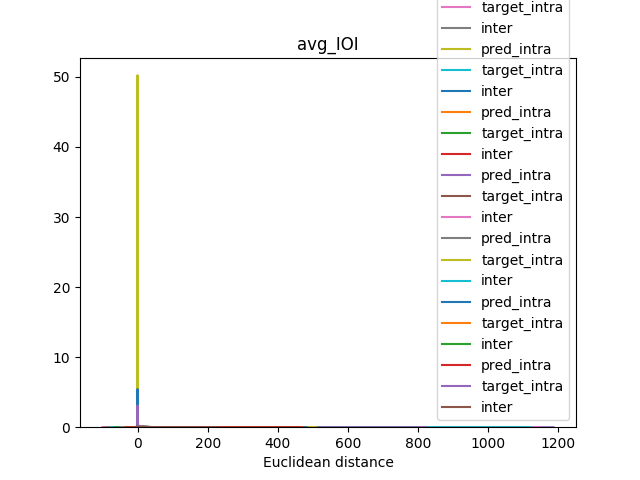 target_intra
inter
avg_IOI
pred_intra
target_intra
inter
pred_intra
target_intra
inter
pred_intra
target_intra
inter
pred_intra
target_intra
inter
pred_intra
target_intra
inter
pred_intra
target_intra
inter
50
40
30
20
10
0
0 200 400 600 800 1000 1200
Euclidean distance